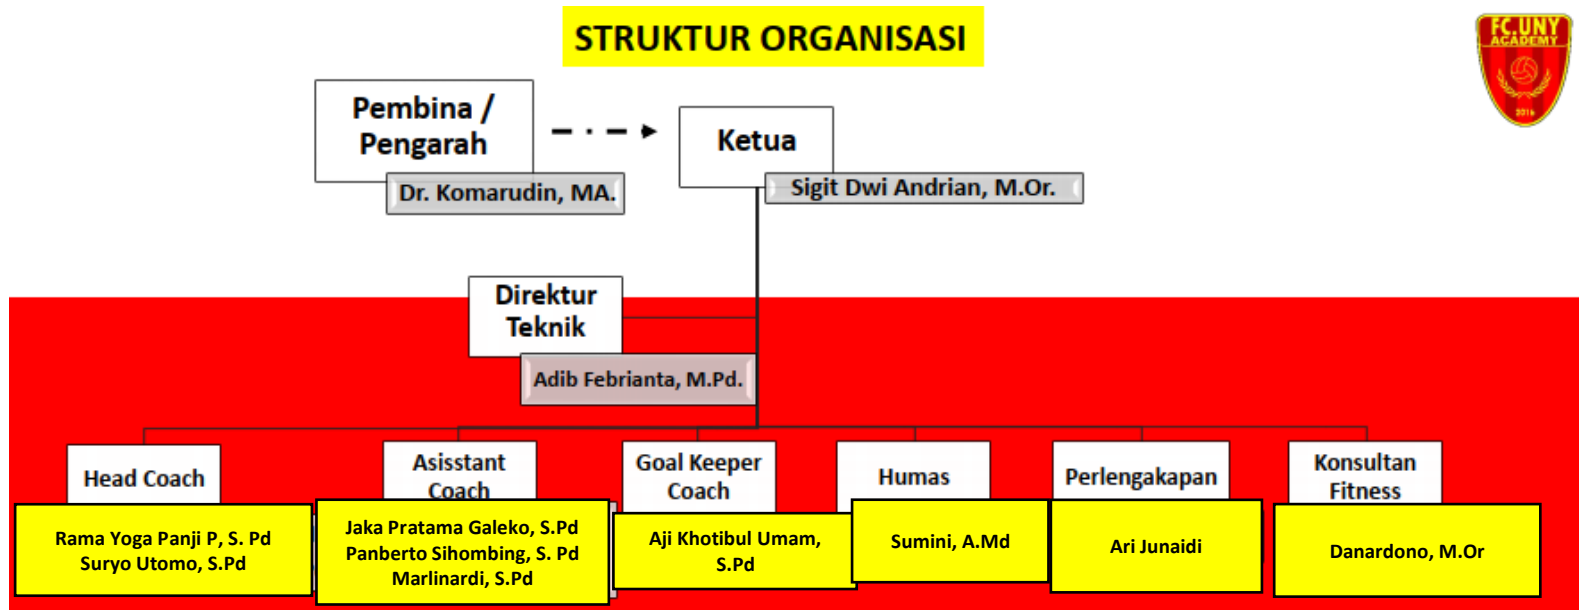 STRUKTUR ORGANISASI
FC.UNY
ACADEMY
2016
Pembina /
Pengarah
Dr. Komarudin, MA.
Ketua
Sigit Dwi Andrian, M.Or.
Direktur
Teknik
Adib Febrianta, M.Pd.
Head Coach
Rama Yoga Panji P, S. Pd
Suryo Utomo, S.Pd
Asisstant
Coach
Jaka Pratama Galeko, S.Pd
Panberto Sihombing, S. Pd
Marlinardi, S.Pd
Goal Keeper
Coach
Aji Khotibul Umam,
S.Pd
Humas
Sumini, A.Md
Perlengakapan
Ari Junaidi
Konsultan
Fitness
Danardono, M.Or